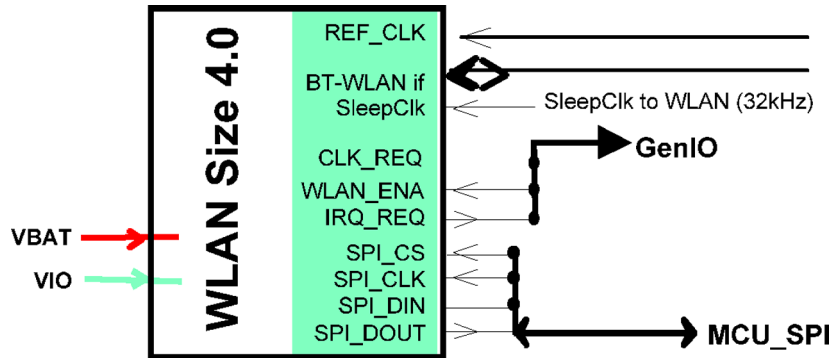 WLAN Size 4.0
REF_CLK
BT-WLAN if
SleepClk
SleepClk to WLAN (32kHz)
CLK_REQ
GenIO
WLAN_ENA
IRQ_REQ
VBAT
SPI_CS
VIO
SPI_CLK
SPI_DIN
SPI_DOUT
MCU_SPI